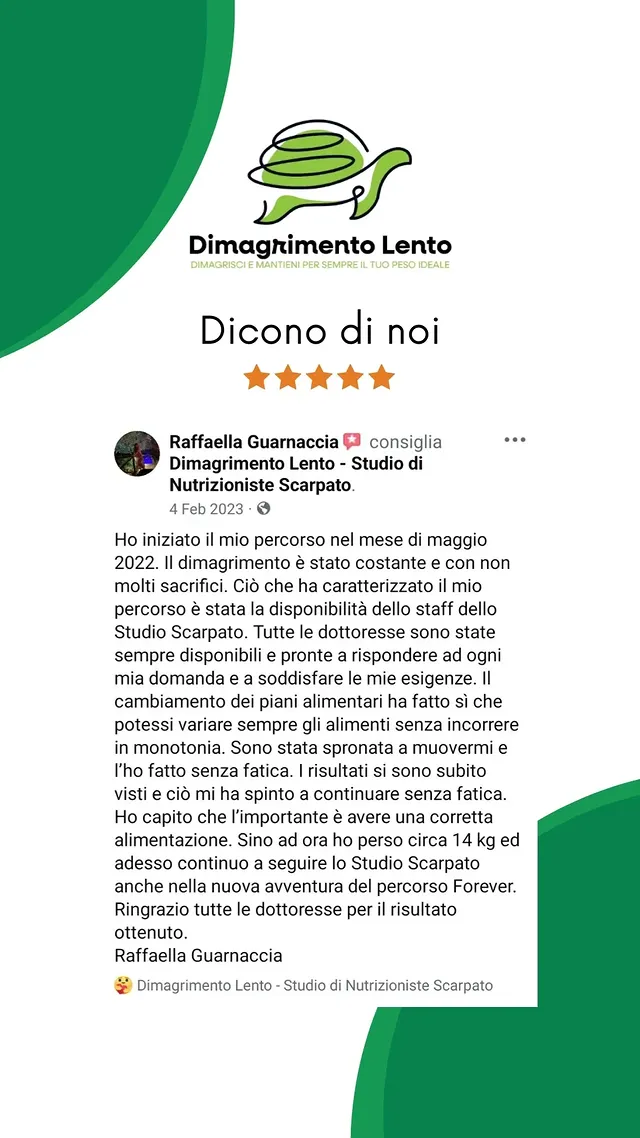 Dimagrimento Lento
DIMAGRISCI E MANTIENI PER SEMPRE IL TUO PESO IDEALE
Dicono di noi
Raffaella Guarnaccia consiglia
Dimagrimento Lento - Studio di
Nutrizioniste Scarpato.
4 Feb 2023 ·
Ho iniziato il mio percorso nel mese di maggio
2022. Il dimagrimento è stato costante e con non
molti sacrifici. Ciò che ha caratterizzato il mio
percorso è stata la disponibilità dello staff dello
Studio Scarpato. Tutte le dottoresse sono state
sempre disponibili e pronte a rispondere ad ogni
mia domanda e a soddisfare le mie esigenze. Il
cambiamento dei piani alimentari ha fatto sì che
potessi variare sempre gli alimenti senza incorrere
in monotonia. Sono stata spronata a muovermi e
l’ho fatto senza fatica. I risultati si sono subito
visti e ciò mi ha spinto a continuare senza fatica.
Ho capito che l’importante è avere una corretta
alimentazione. Sino ad ora ho perso circa 14 kg ed
adesso continuo a seguire lo Studio Scarpato
anche nella nuova avventura del percorso Forever.
Ringrazio tutte le dottoresse per il risultato
ottenuto.
Raffaella Guarnaccia
Dimagrimento Lento - Studio di Nutrizioniste Scarpato